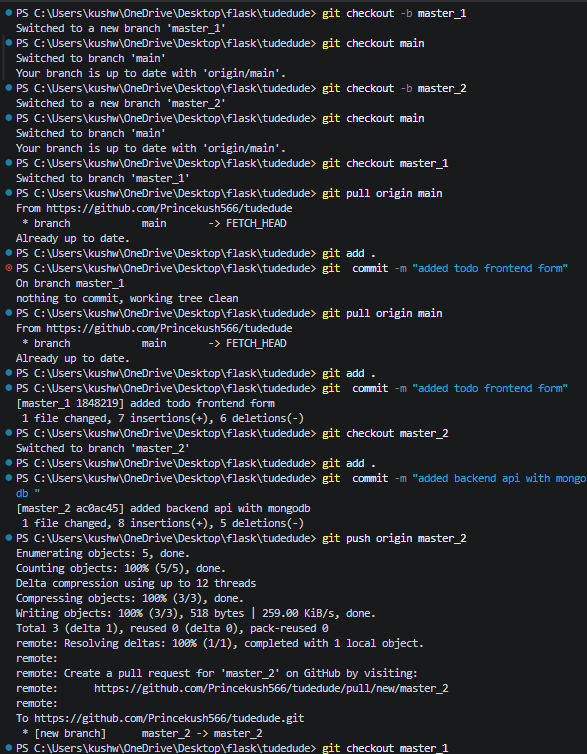 PS C:\Users\kushw\OneDrive\Desktop\flask\tudedude> git checkout -b master_1
Switched to a new branch 'master_1'
PS C:\Users\kushw\OneDrive\Desktop\flask\tudedude> git checkout main
Switched to branch 'main'
Your branch is up to date with 'origin/main'.
PS C:\Users\kushw\OneDrive\Desktop\flask\tudedude> git checkout -b master_2
Switched to a new branch 'master_2'
PS C:\Users\kushw\OneDrive\Desktop\flask\tudedude> git checkout main
Switched to branch 'main'
Your branch is up to date with 'origin/main'.
PS C:\Users\kushw\OneDrive\Desktop\flask\tudedude> git checkout master_1
Switched to branch 'master_1'
PS C:\Users\kushw\OneDrive\Desktop\flask\tudedude> git pull origin main
From https://github.com/Princekush566/tudedude
 * branch            main       -> FETCH_HEAD
Already up to date.
PS C:\Users\kushw\OneDrive\Desktop\flask\tudedude> git add .
PS C:\Users\kushw\OneDrive\Desktop\flask\tudedude> git  commit -m "added todo frontend form"
On branch master_1
nothing to commit, working tree clean
PS C:\Users\kushw\OneDrive\Desktop\flask\tudedude> git pull origin main
From https://github.com/Princekush566/tudedude
 * branch            main       -> FETCH_HEAD
Already up to date.
PS C:\Users\kushw\OneDrive\Desktop\flask\tudedude> git add .
PS C:\Users\kushw\OneDrive\Desktop\flask\tudedude> git  commit -m "added todo frontend form"
[master_1 1848219] added todo frontend form
 1 file changed, 7 insertions(+), 6 deletions(-)
PS C:\Users\kushw\OneDrive\Desktop\flask\tudedude> git checkout master_2
Switched to branch 'master_2'
PS C:\Users\kushw\OneDrive\Desktop\flask\tudedude> git add .
PS C:\Users\kushw\OneDrive\Desktop\flask\tudedude> git  commit -m "added backend api with mongo
db "
[master_2 ac0ac45] added backend api with mongodb
 1 file changed, 8 insertions(+), 5 deletions(-)
PS C:\Users\kushw\OneDrive\Desktop\flask\tudedude> git push origin master_2
Enumerating objects: 5, done.
Counting objects: 100% (5/5), done.
Delta compression using up to 12 threads
Compressing objects: 100% (3/3), done.
Writing objects: 100% (3/3), 518 bytes | 259.00 KiB/s, done.
Total 3 (delta 1), reused 0 (delta 0), pack-reused 0
remote: Resolving deltas: 100% (1/1), completed with 1 local object.
remote:
remote: Create a pull request for 'master_2' on GitHub by visiting:
remote:      https://github.com/Princekush566/tudedude/pull/new/master_2
remote:
To https://github.com/Princekush566/tudedude.git
 * [new branch]      master_2 -> master_2
PS C:\Users\kushw\OneDrive\Desktop\flask\tudedude> git checkout master_1